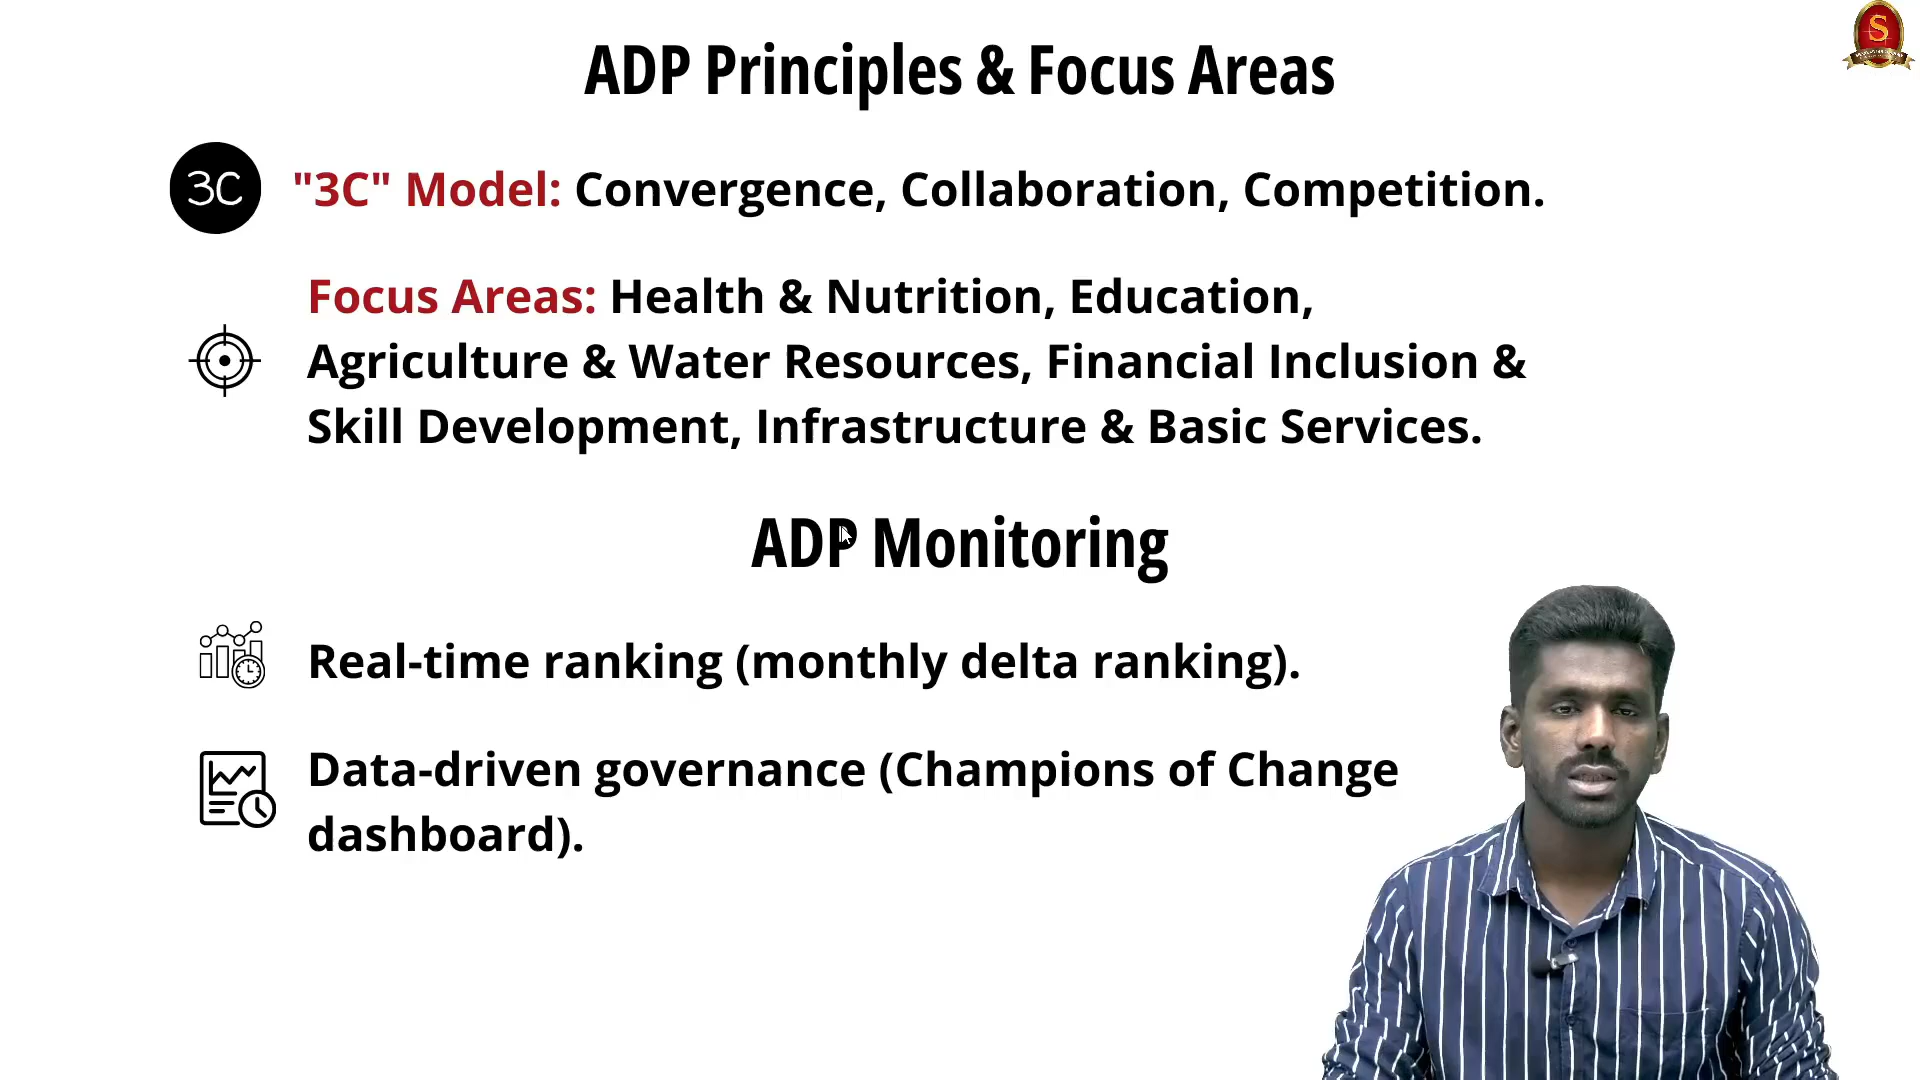 ADP Principles & Focus Areas
3C
"3C" Model: Convergence, Collaboration, Competition.
Focus Areas: Health & Nutrition, Education,
Agriculture & Water Resources, Financial Inclusion &
Skill Development, Infrastructure & Basic Services.
ADP Monitoring
Real-time ranking (monthly delta ranking).
Data-driven governance (Champions of Change
dashboard).
S